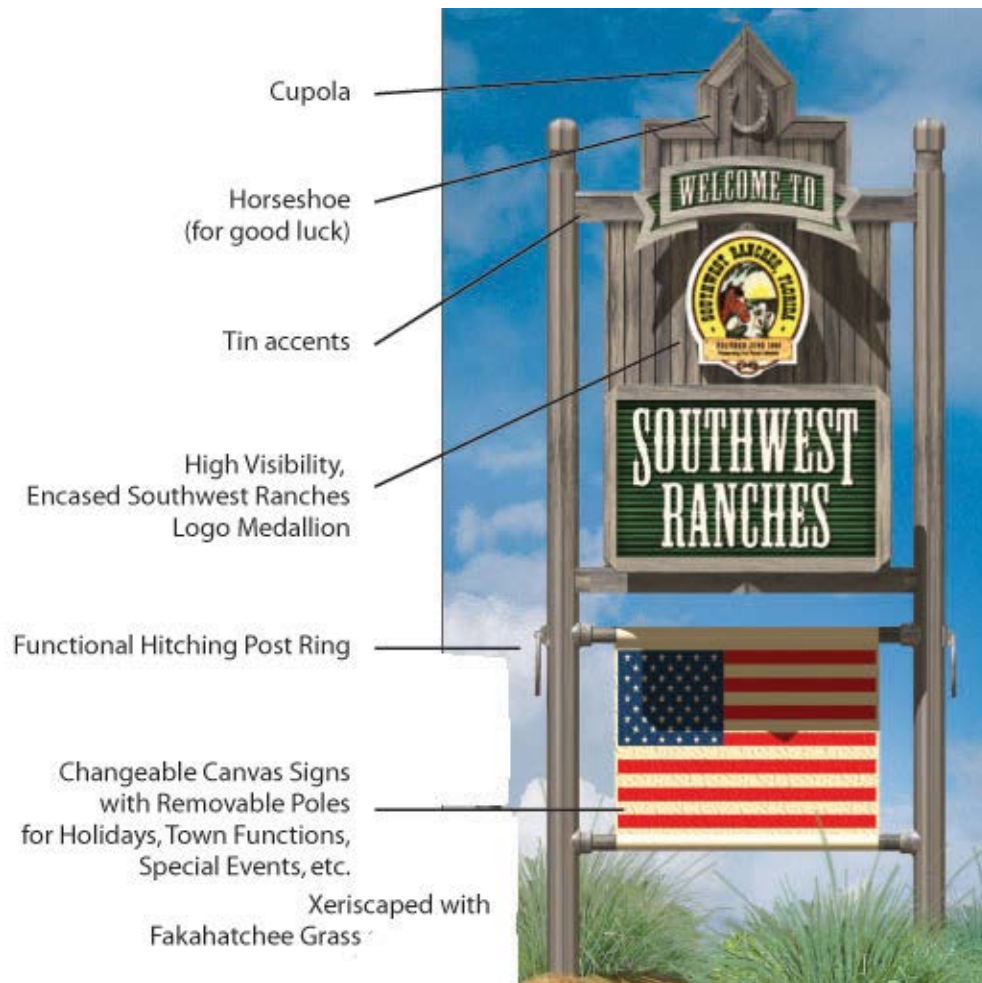 Cupola
Horseshoe
(for good luck)
Tin accents
High Visibility,
Encased Southwest Ranches
Logo Medallion
Functional Hitching Post Ring
Changeable Canvas Signs
with Removable Poles
for Holidays, Town Functions,
Special Events, etc.
Xeriscaped with
Fakahatchee Grass
WELCOME TO
SOUTHWEST RANCHES, FLORIDA
SOUTHWEST
RANCHES